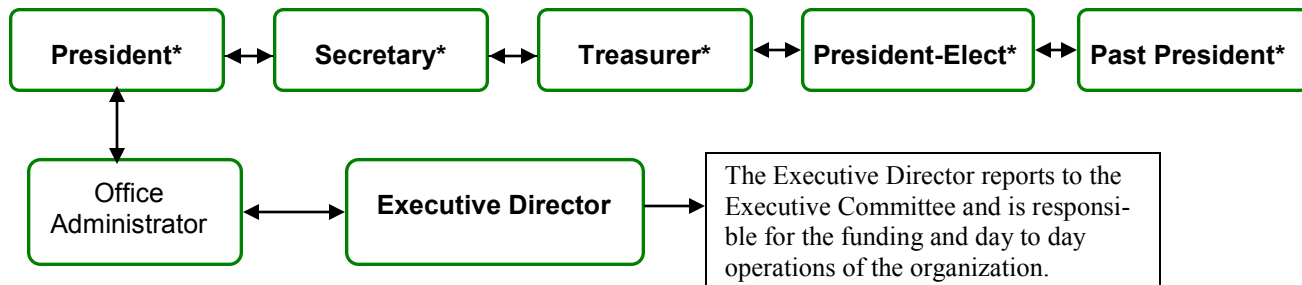 President*
Secretary*
Treasurer*
President-Elect*
Past President*
Office
Administrator
Executive Director
The Executive Director reports to the
Executive Committee and is responsi-
ble for the funding and day to day
operations of the organization.